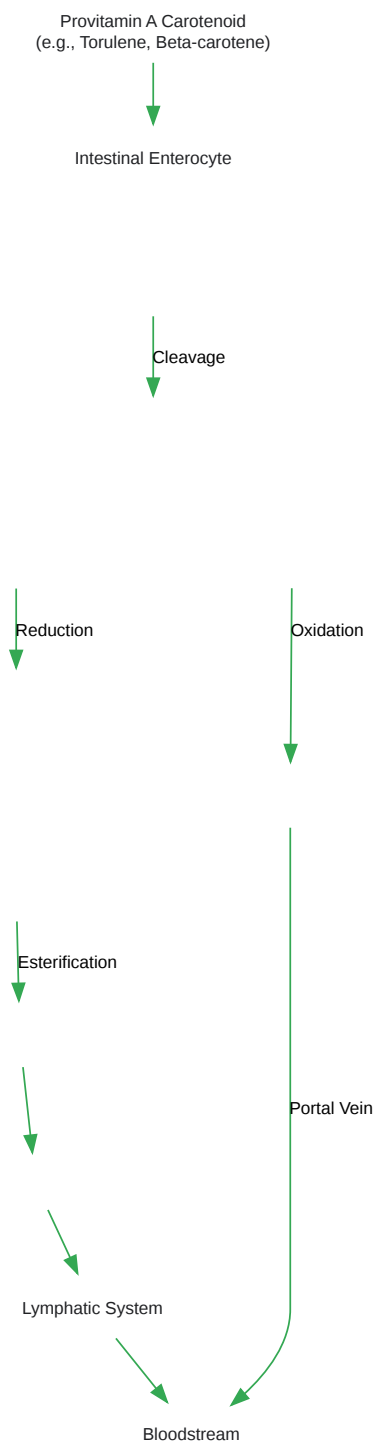 Provitamin A Carotenoid
(e.g., Torulene, Beta-carotene)
Intestinal Enterocyte
Cleavage
Reduction
Oxidation
Esterification
Portal Vein
Lymphatic System
Bloodstream